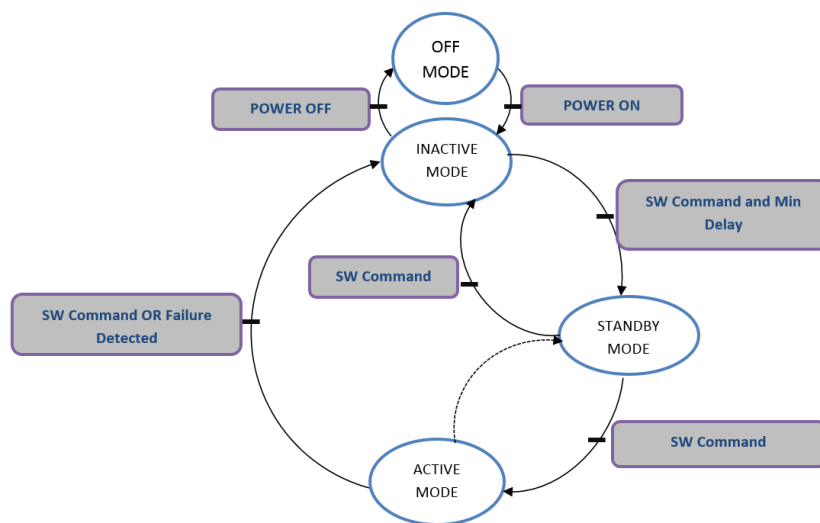 OFF
MODE
POWER OFF
POWER ON
INACTIVE
MODE
SW Command and Min
Delay
SW Command
SW Command OR Failure
Detected
STANDBY
MODE
SW Command
ACTIVE
MODE